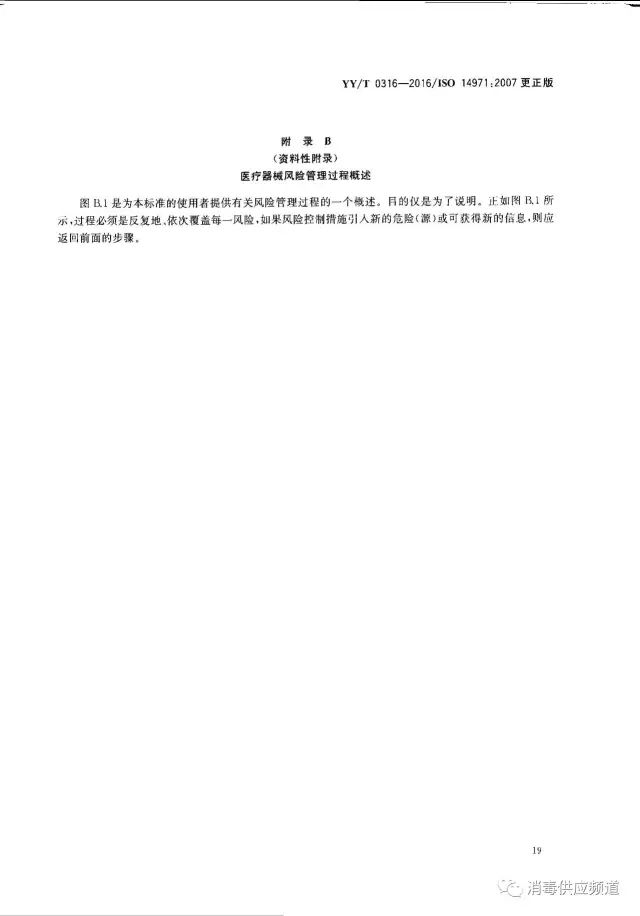 YY/T 0316—2016/ISO 14971:2007 更正版
附 录 B
(资料性附录)
医疗器械风险管理过程概述
图 B.1 是为本标准的使用者提供有关风险管理过程的一个概述。目的仅是为了说明。正如图 B.1 所
示,过程必须是反复地、依次覆盖每一风险,如果风险控制措施引入新的危险(源)或可获得新的信息,则应
返回前面的步骤。
19
消毒供应频道